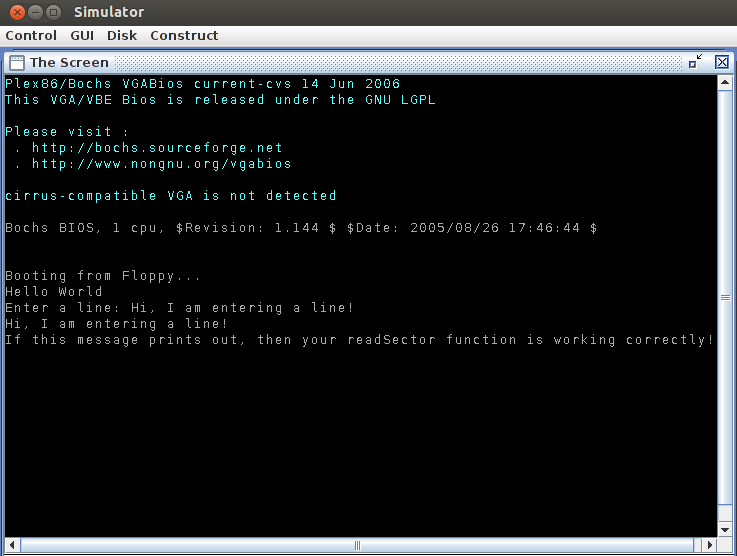 Simulator
Control GUI Disk Construct
The Screen
Plex86/Bochs VGABios current-cvs 14 Jun 2006
This VGA/VBE Bios is released under the GNU LGPL
Please visit :
. http://bochs.sourceforge.net
. http://www.nongnu.org/vgabios
cirrus-compatible VGA is not detected
Bochs BIOS, 1 cpu, $Revision: 1.144 $ $Date: 2005/08/26 17:46:44 $
Booting from Floppy...
Hello World
Enter a line: Hi, I am entering a line!
Hi, I am entering a line!
If this message prints out, then your readSector function is working correctly!